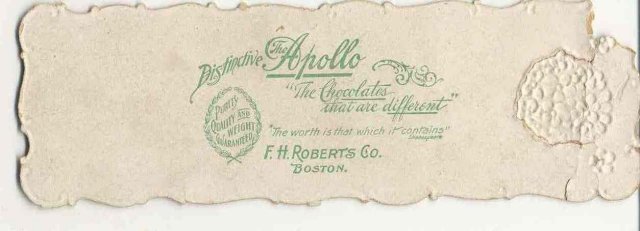 Distinctive The Apollo
"The Chocolates
that are different"
PURITY
QUALITY AND
WEIGHT
GUARANTEED
"The worth is that which it contains"
Shakespeare
F. H. ROBERTS CO.
BOSTON.